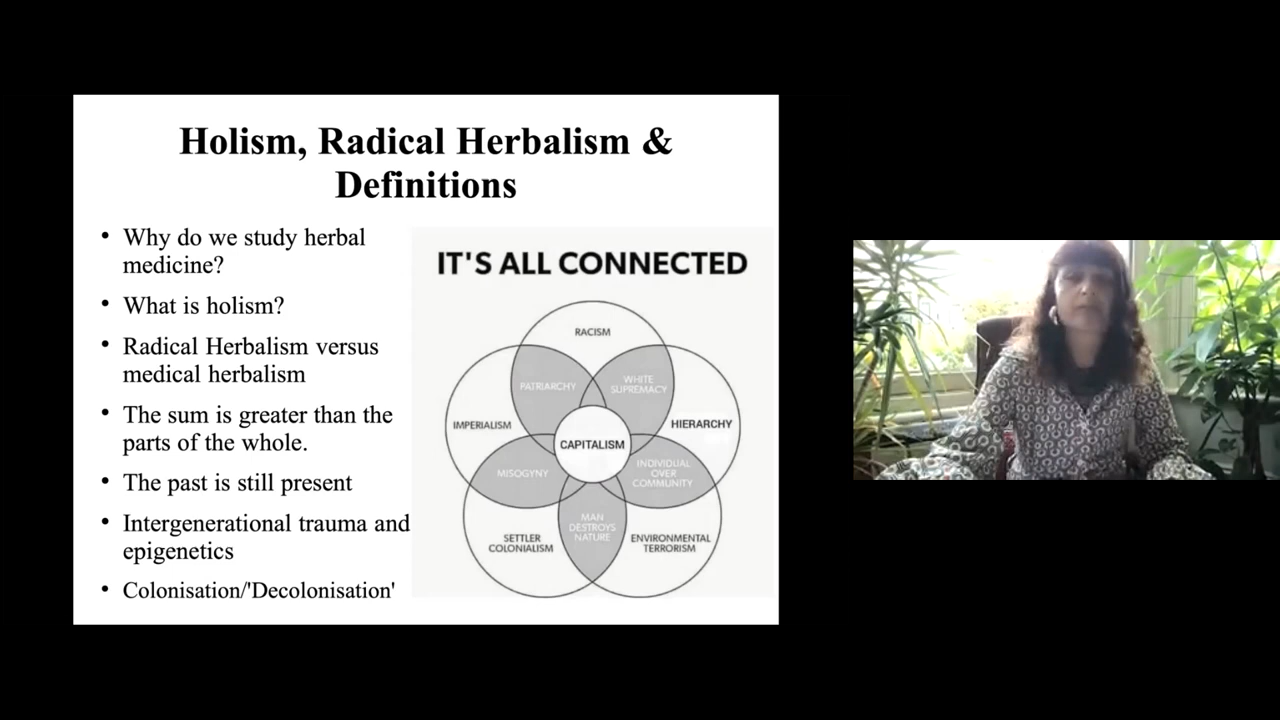 Holism, Radical Herbalism &
Definitions
• Why do we study herbal
medicine?
• What is holism?
• Radical Herbalism versus
medical herbalism
• The sum is greater than the
parts of the whole.
• The past is still present
• Intergenerational trauma and
epigenetics
• Colonisation/'Decolonisation'
IT'S ALL CONNECTED
RACISM
PATRIARCHY
WHITE
SUPREMACY
IMPERIALISM
HIERARCHY
CAPITALISM
MISOGYNY
INDIVIDUAL
OVER
COMMUNITY
MAN
DESTROYS
NATURE
SETTLER
COLONIALISM
ENVIRONMENTAL
TERRORISM